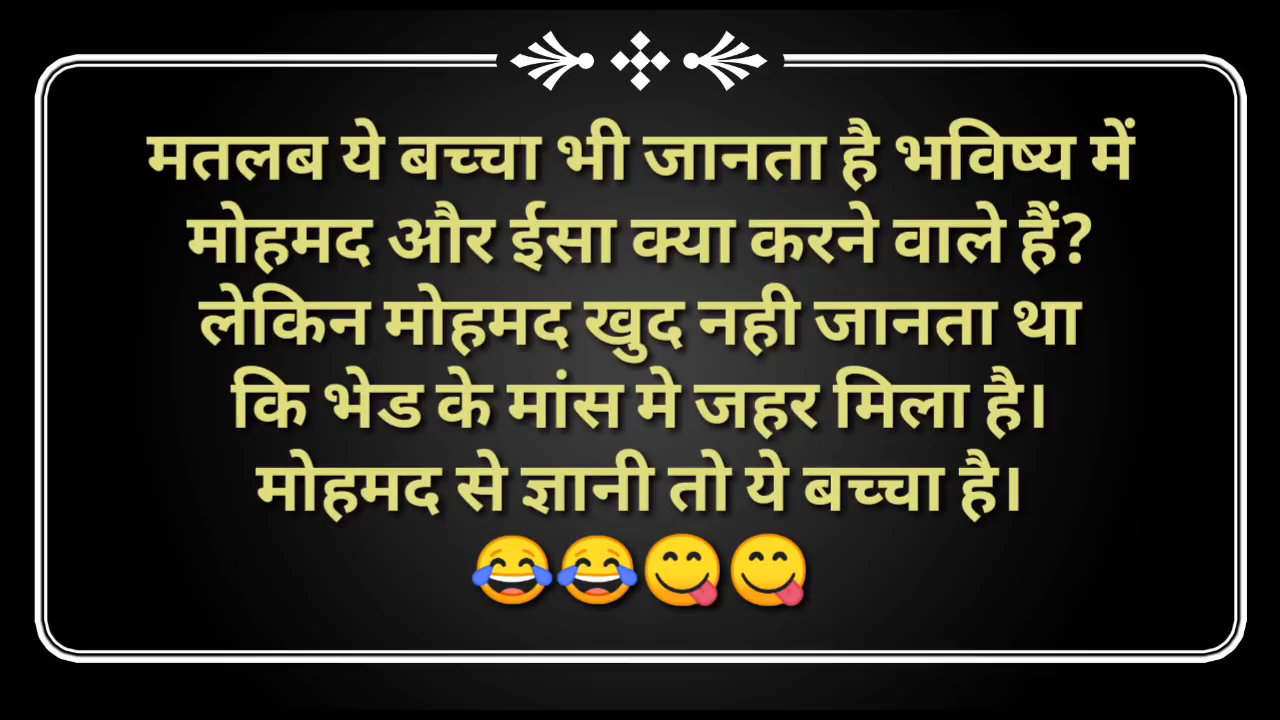 मतलब ये बच्चा भी जानता है भविष्य में
मोहमद और ईसा क्या करने वाले हैं?
लेकिन मोहमद खुद नही जानता था
कि भेड के मांस मे जहर मिला है।
मोहमद से ज्ञानी तो ये बच्चा है।
😂😂😋😋